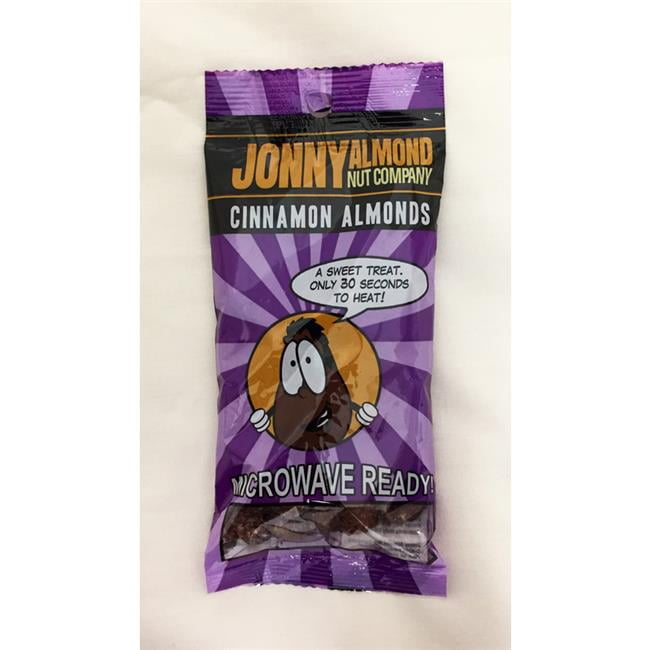 JONNY ALMOND
NUT COMPANY
CINNAMON ALMONDS
A SWEET TREAT.
ONLY 30 SECONDS
TO HEAT!
MICROWAVE READY!